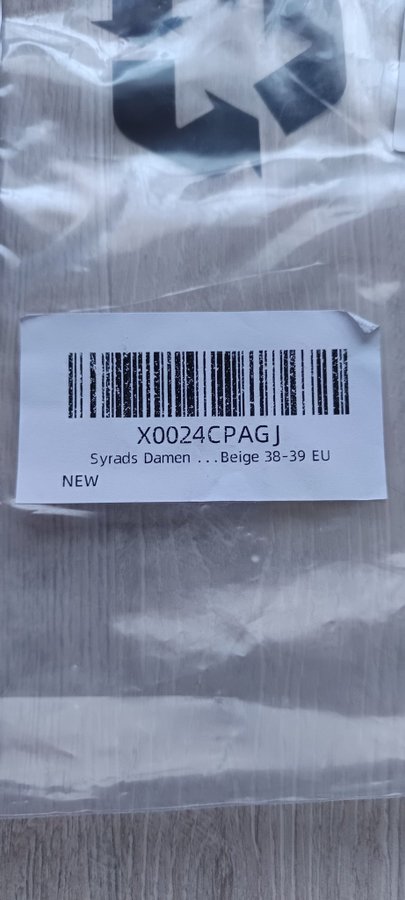 X0024CPAGJ
Syrads Damen ...Beige 38-39 EU
NEW